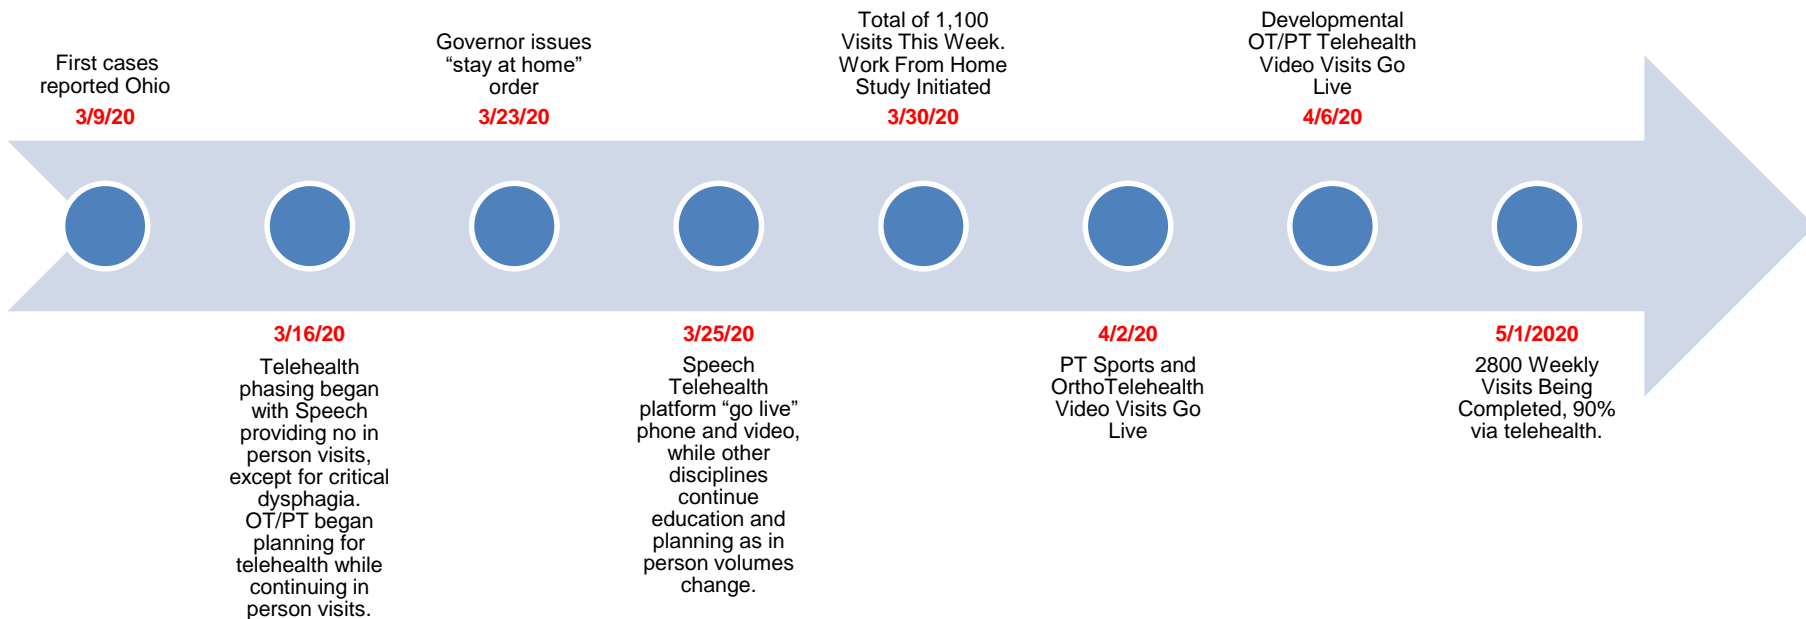 First cases
reported Ohio
3/9/20
3/16/20
Telehealth
phasing began
with Speech
providing no in
person visits,
except for critical
dysphagia.
OT/PT began
planning for
telehealth while
continuing in
person visits.
Governor issues
“stay at home”
order
3/23/20
3/25/20
Speech
Telehealth
platform “go live”
phone and video,
while other
disciplines
continue
education and
planning as in
person volumes
change.
Total of 1,100
Visits This Week.
Work From Home
Study Initiated
3/30/20
4/2/20
PT Sports and
OrthoTelehealth
Video Visits Go
Live
Developmental
OT/PT Telehealth
Video Visits Go
Live
4/6/20
5/1/2020
2800 Weekly
Visits Being
Completed, 90%
via telehealth.